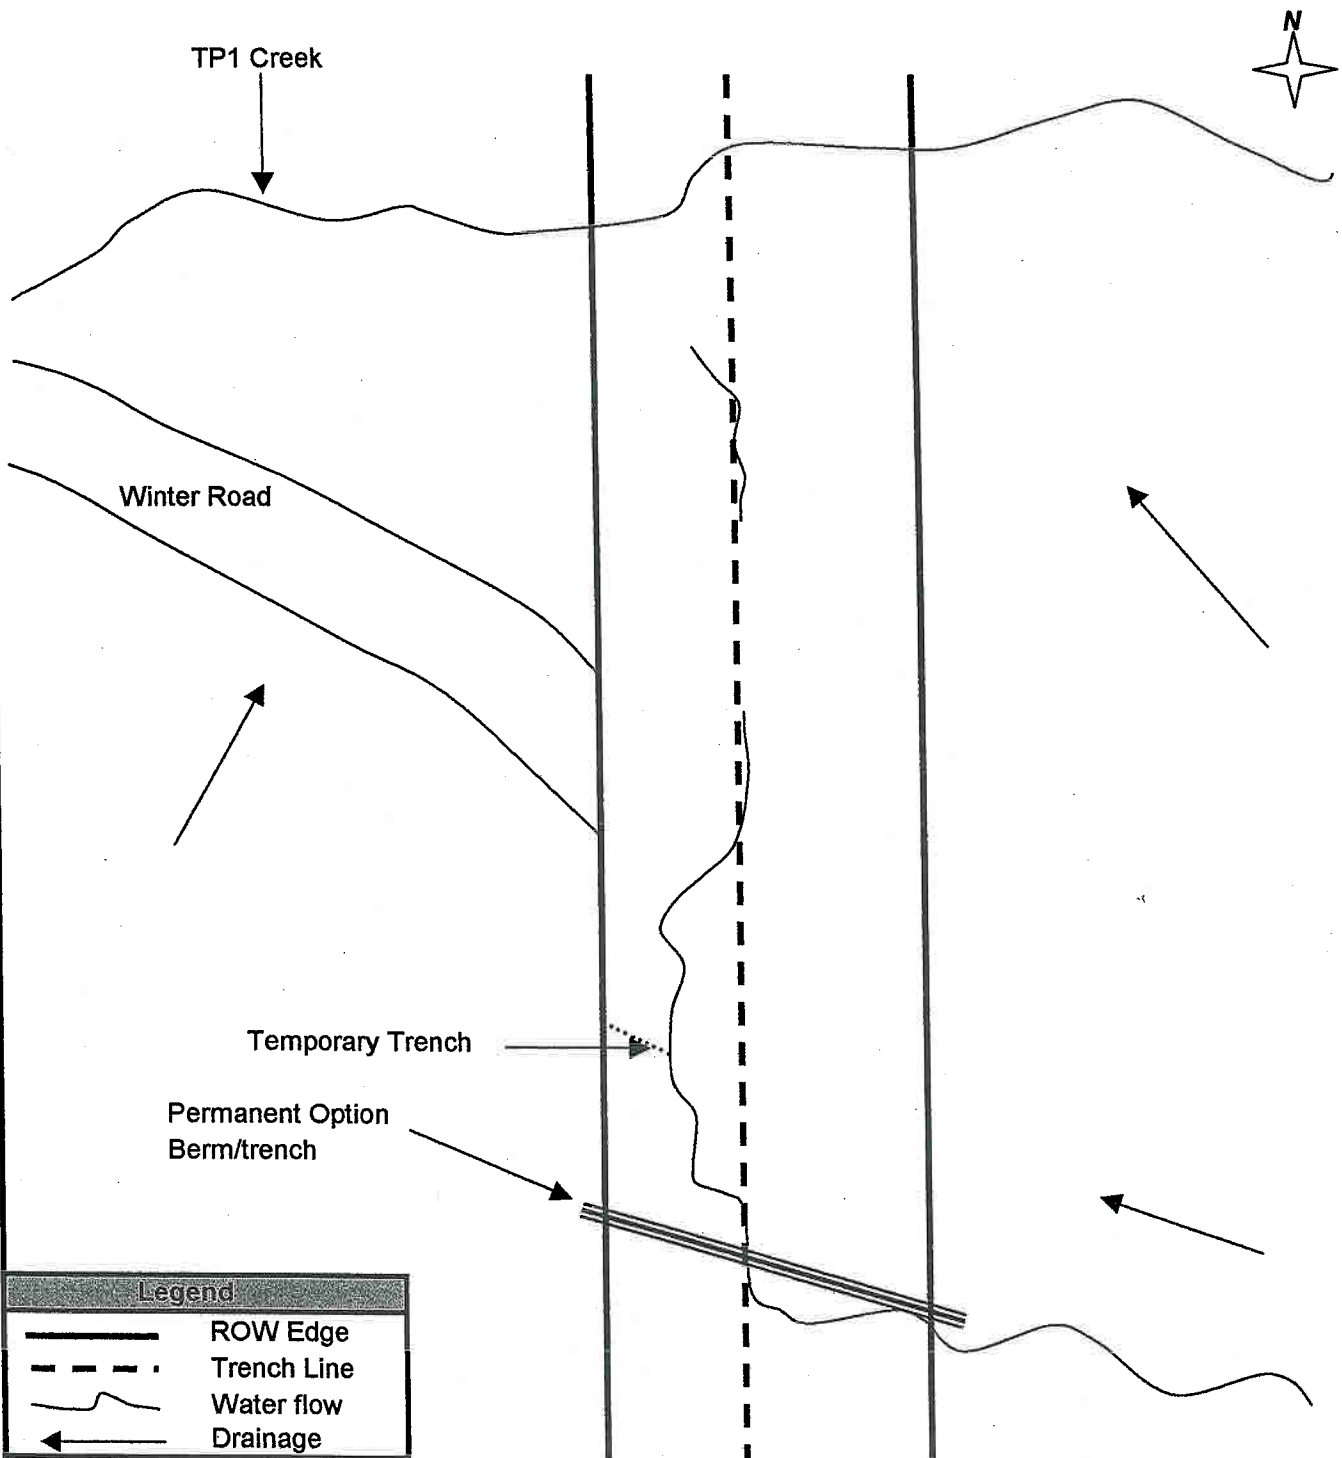 N
TP1 Creek
Winter Road
Temporary Trench
Permanent Option
Berm/trench
Legend
ROW Edge
Trench Line
Water flow
Drainage